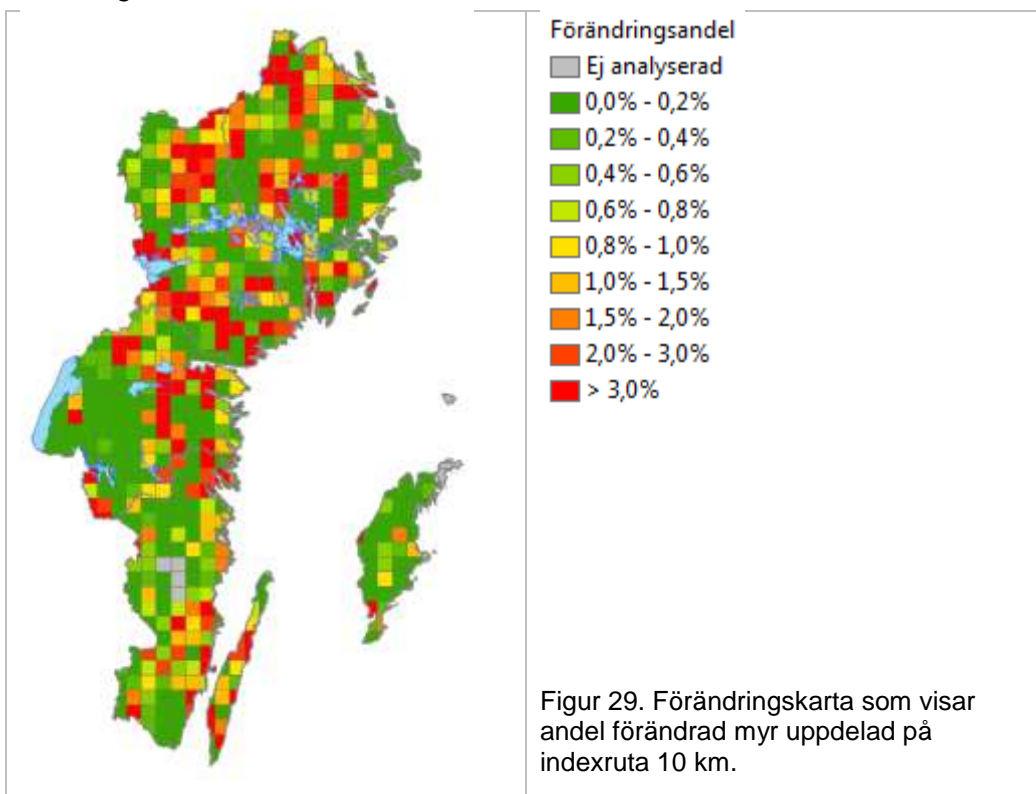 Förändringsandel
Ej analyserad
0,0% - 0,2%
0,2% - 0,4%
0,4% - 0,6%
0,6% - 0,8%
0,8% - 1,0%
1,0% - 1,5%
1,5% - 2,0%
2,0% - 3,0%
> 3,0%
Figur 29. Förändringskarta som visar
andel förändrad myr uppdelad på
indexruta 10 km.